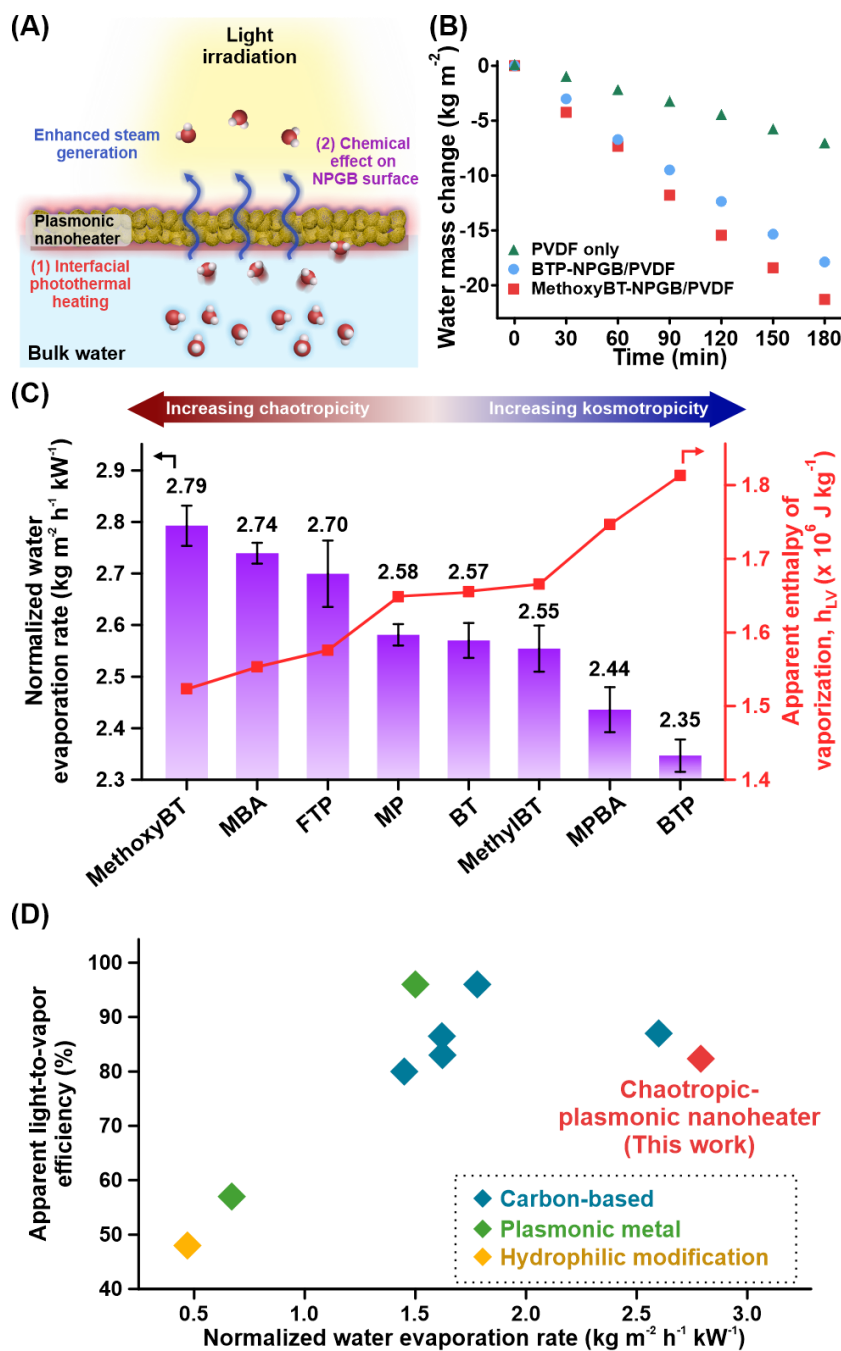 (A)
Light
irradiation
Enhanced steam
generation
(2) Chemical
effect on
NPGB surface
Plasmonic
nanoheater
(1) Interfacial
photothermal
heating
Bulk water
(B)
Water mass change (kg m⁻²)
0
-5
-10
-15
-20
PVDF only
BTP-NPGB/PVDF
MethoxyBT-NPGB/PVDF
0 30 60 90 120 150 180
Time (min)
(C)
Increasing chaotropicity
Increasing kosmotropicity
Normalized water
evaporation rate (kg m⁻² h⁻¹ kW⁻¹)
2.9
2.8
2.7
2.6
2.5
2.4
2.3
2.79
2.74
2.70
2.58
2.57
2.55
2.44
2.35
1.8
1.7
1.6
1.5
1.4
Apparent enthalpy of
vaporization, hLV (x 10⁶ J kg⁻¹)
MethoxyBT
MBA
FTP
MP
BT
MethylBT
MPBA
BTP
(D)
Apparent light-to-vapor
efficiency (%)
100
90
80
70
60
50
40
Chaotropic-
plasmonic nanoheater
(This work)
Carbon-based
Plasmonic metal
Hydrophilic modification
0.5 1.0 1.5 2.0 2.5 3.0
Normalized water evaporation rate (kg m⁻² h⁻¹ kW⁻¹)